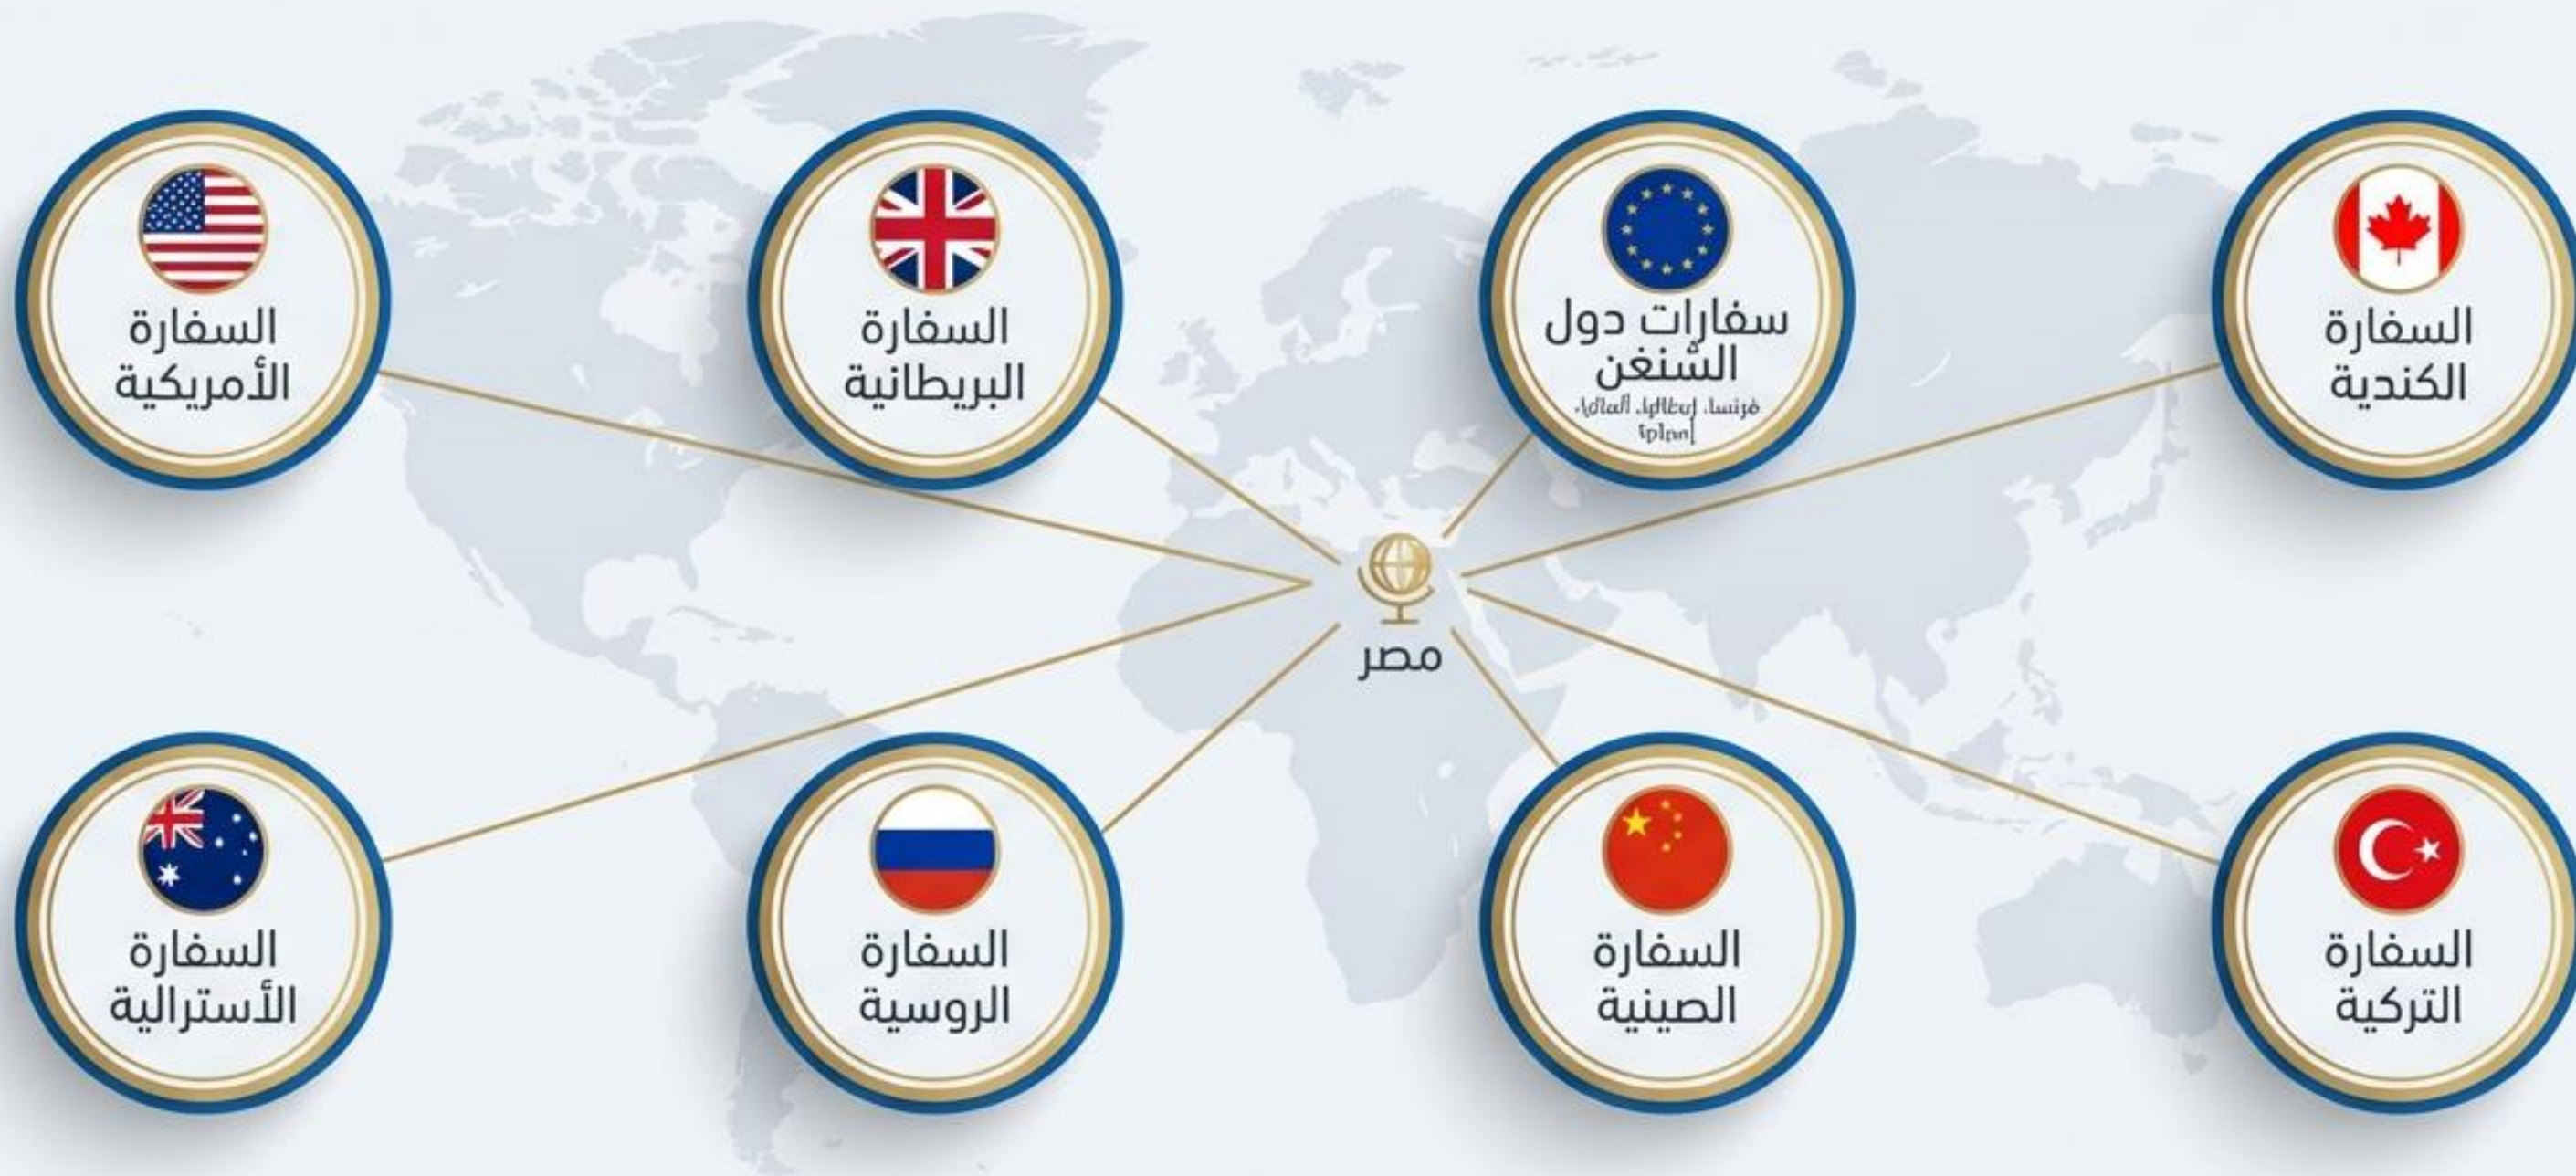 السفارة
الأمريكية
السفارة
البريطانية
سفارات دول
الشنغن
السفارة
الكندية
مصر
السفارة
الأسترالية
السفارة
الروسية
السفارة
الصينية
السفارة
التركية